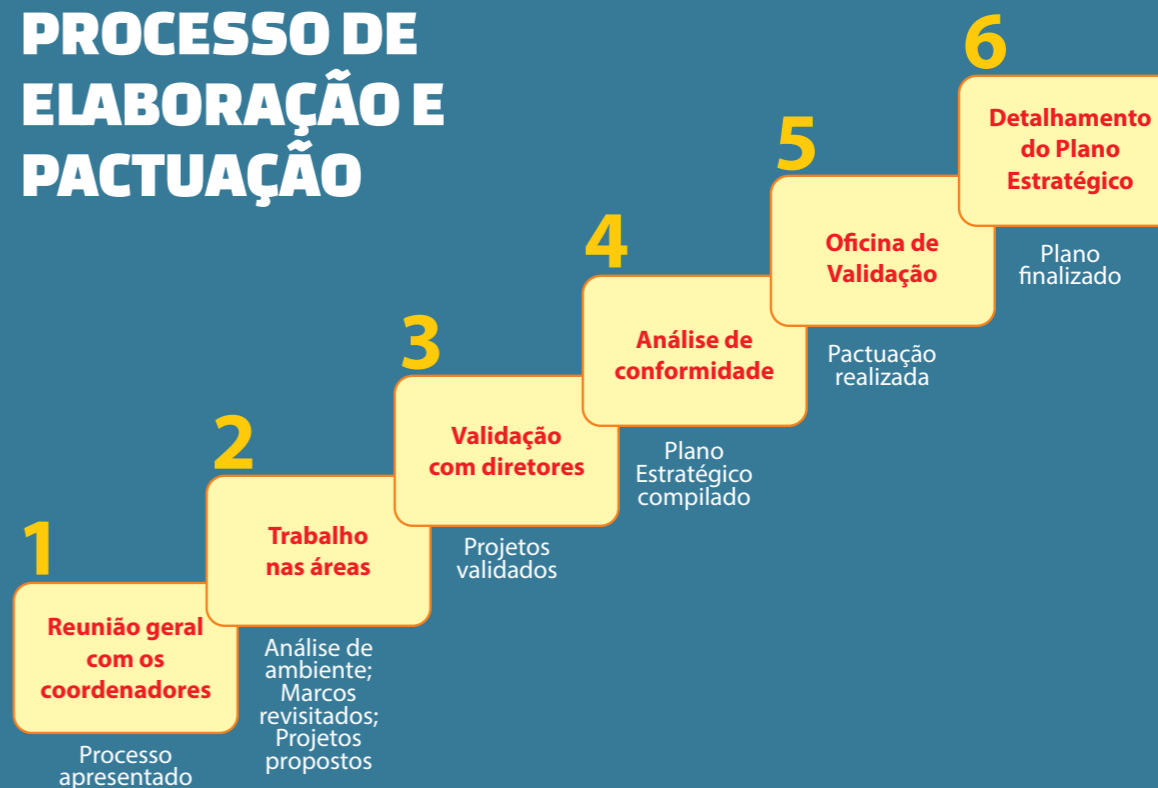 PROCESSO DE
ELABORAÇÃO E
PACTUAÇÃO
1
Reunião geral
com os
coordenadores
Processo
apresentado
2
Trabalho
nas áreas
Análise de
ambiente;
Marcos
revisitados;
Projetos
propostos
3
Validação
com diretores
Projetos
validados
4
Análise de
conformidade
Plano
Estratégico
compilado
5
Oficina de
Validação
Pactuação
realizada
6
Detalhamento
do Plano
Estratégico
Plano
finalizado